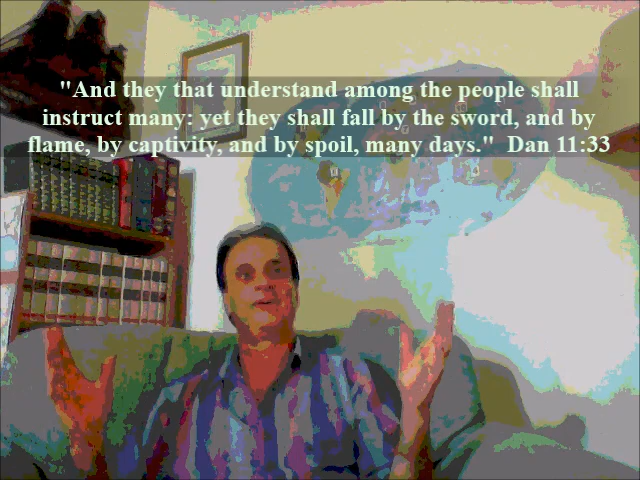 "And they that understand among the people shall
instruct many: yet they shall fall by the sword, and by
flame, by captivity, and by spoil, many days."  Dan 11:33